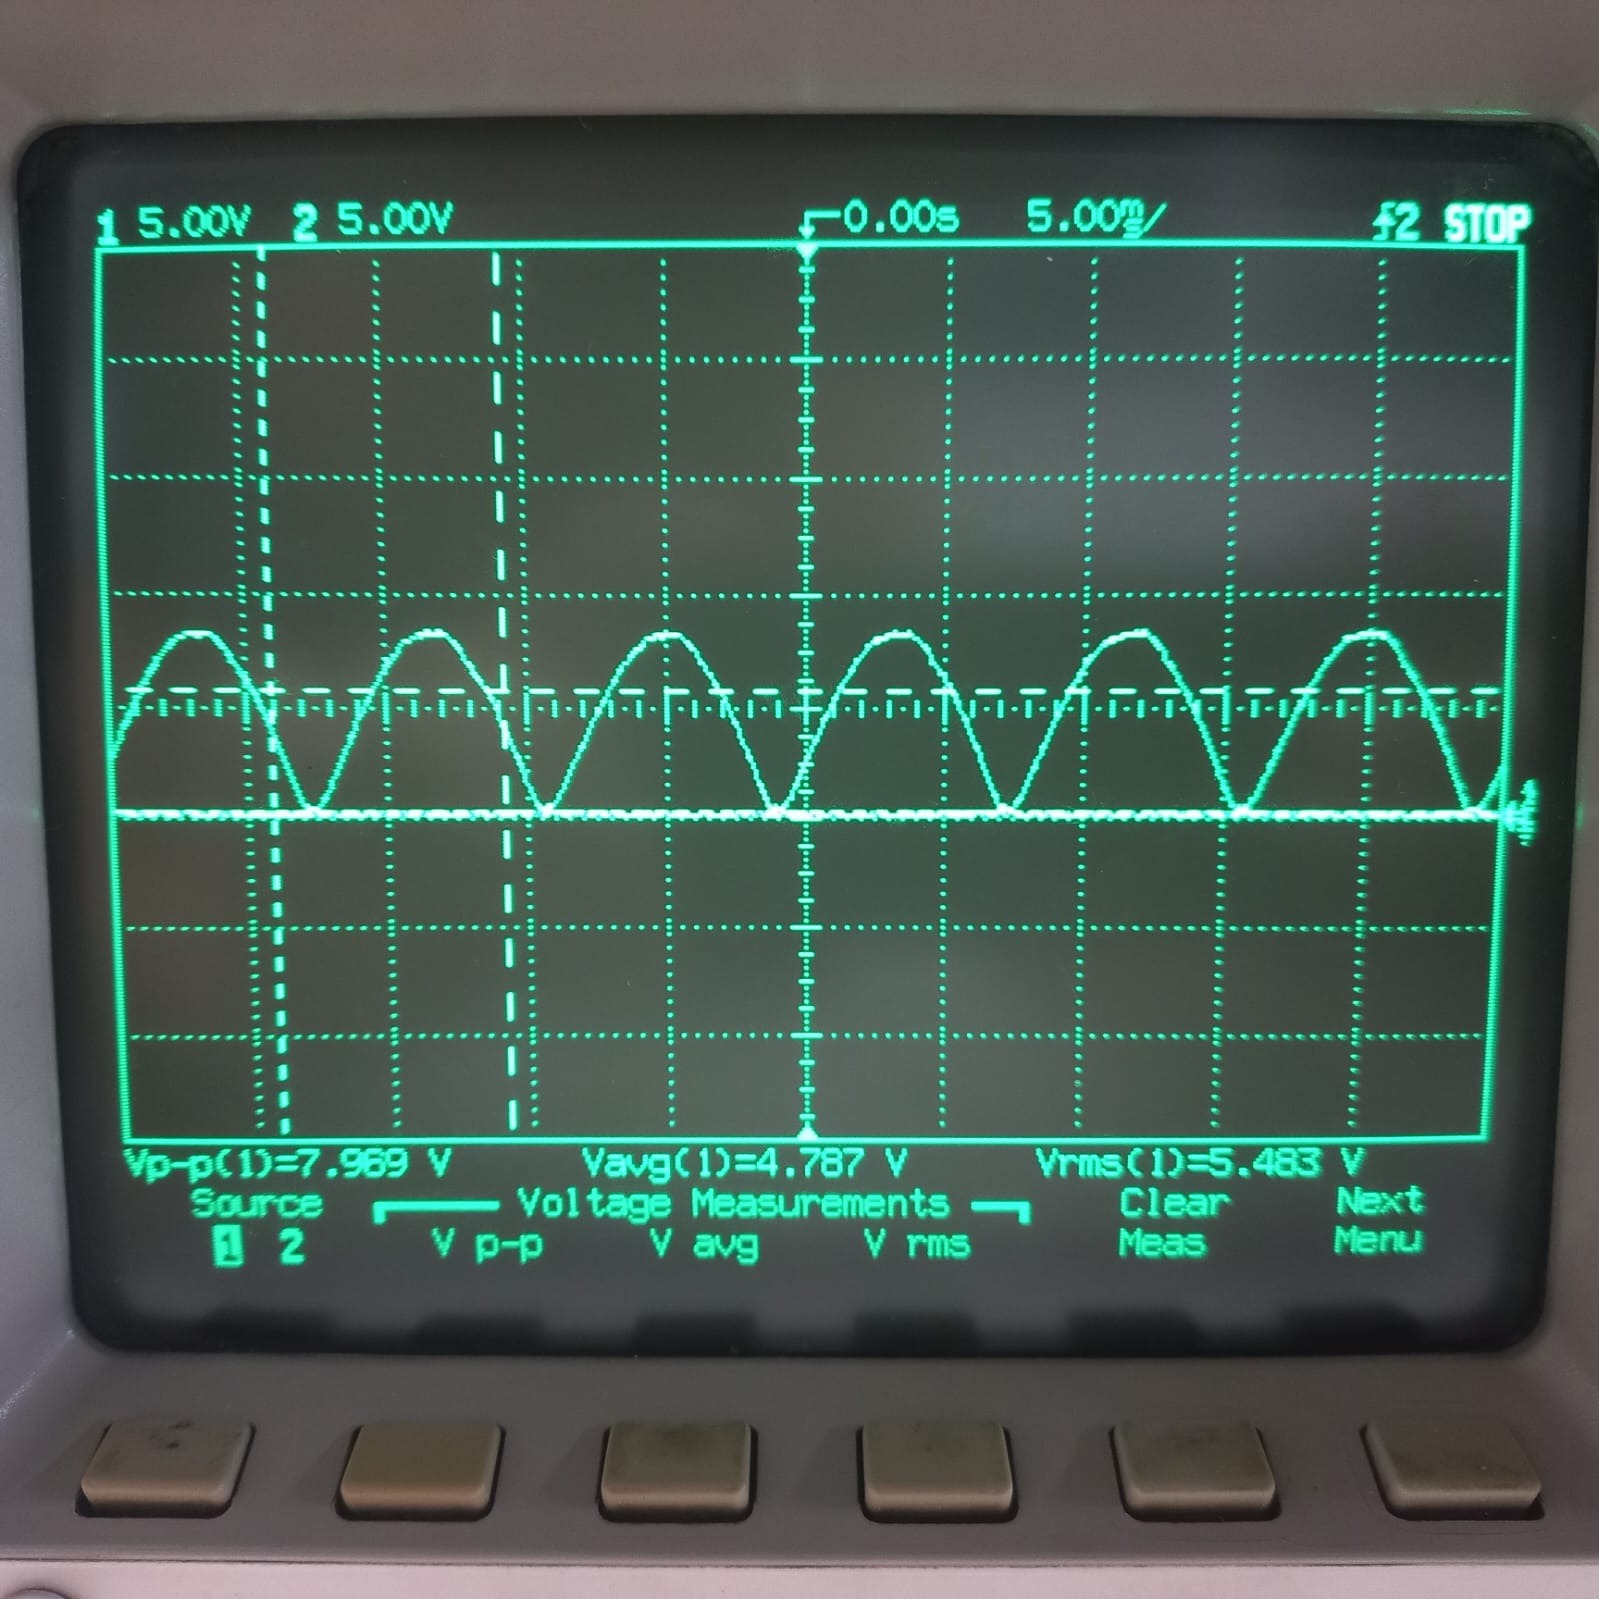 1 5.00V 2 5.00V 0.00s 5.00ms/ 2 STOP
Vp-p(1)=7.969 V Vavg(1)=4.787 V Vrms(1)=5.483 V
Source Voltage Measurements Clear Next
1 2 V p-p V avg V rms Meas Menu